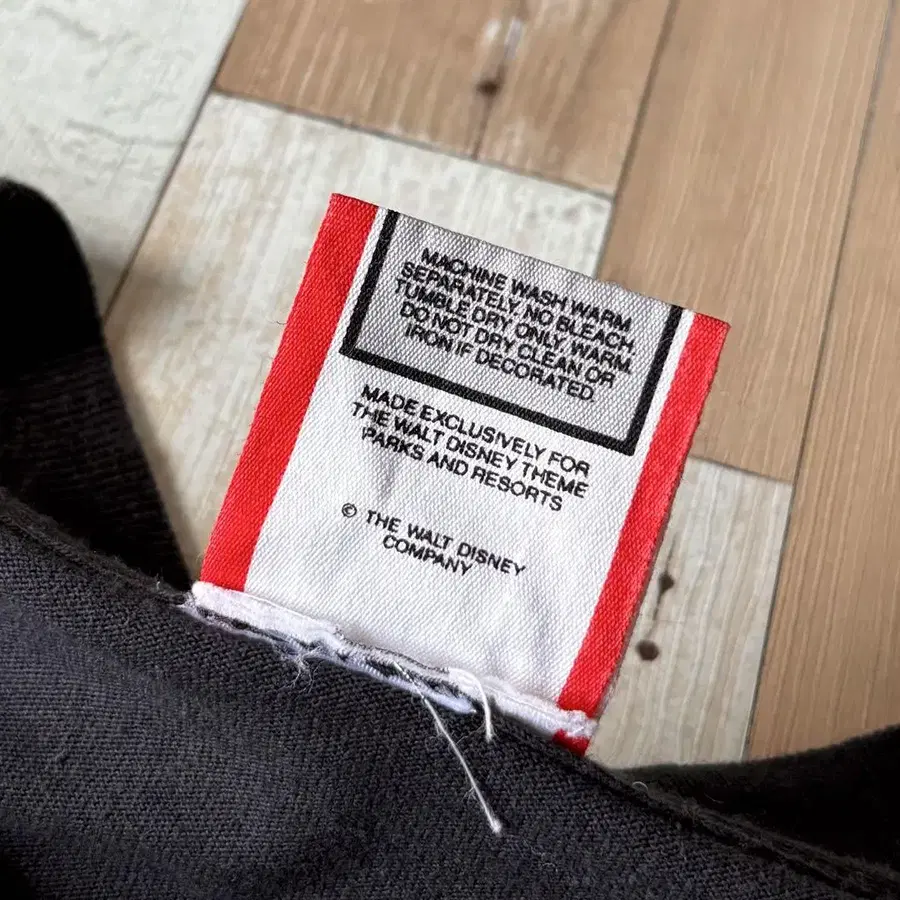 MACHINE WASH WARM
SEPARATELY. NO BLEACH.
TUMBLE DRY ONLY, WARM.
DO NOT DRY CLEAN OR
IRON IF DECORATED.
MADE EXCLUSIVELY FOR
THE WALT DISNEY THEME
PARKS AND RESORTS
© THE WALT DISNEY
COMPANY